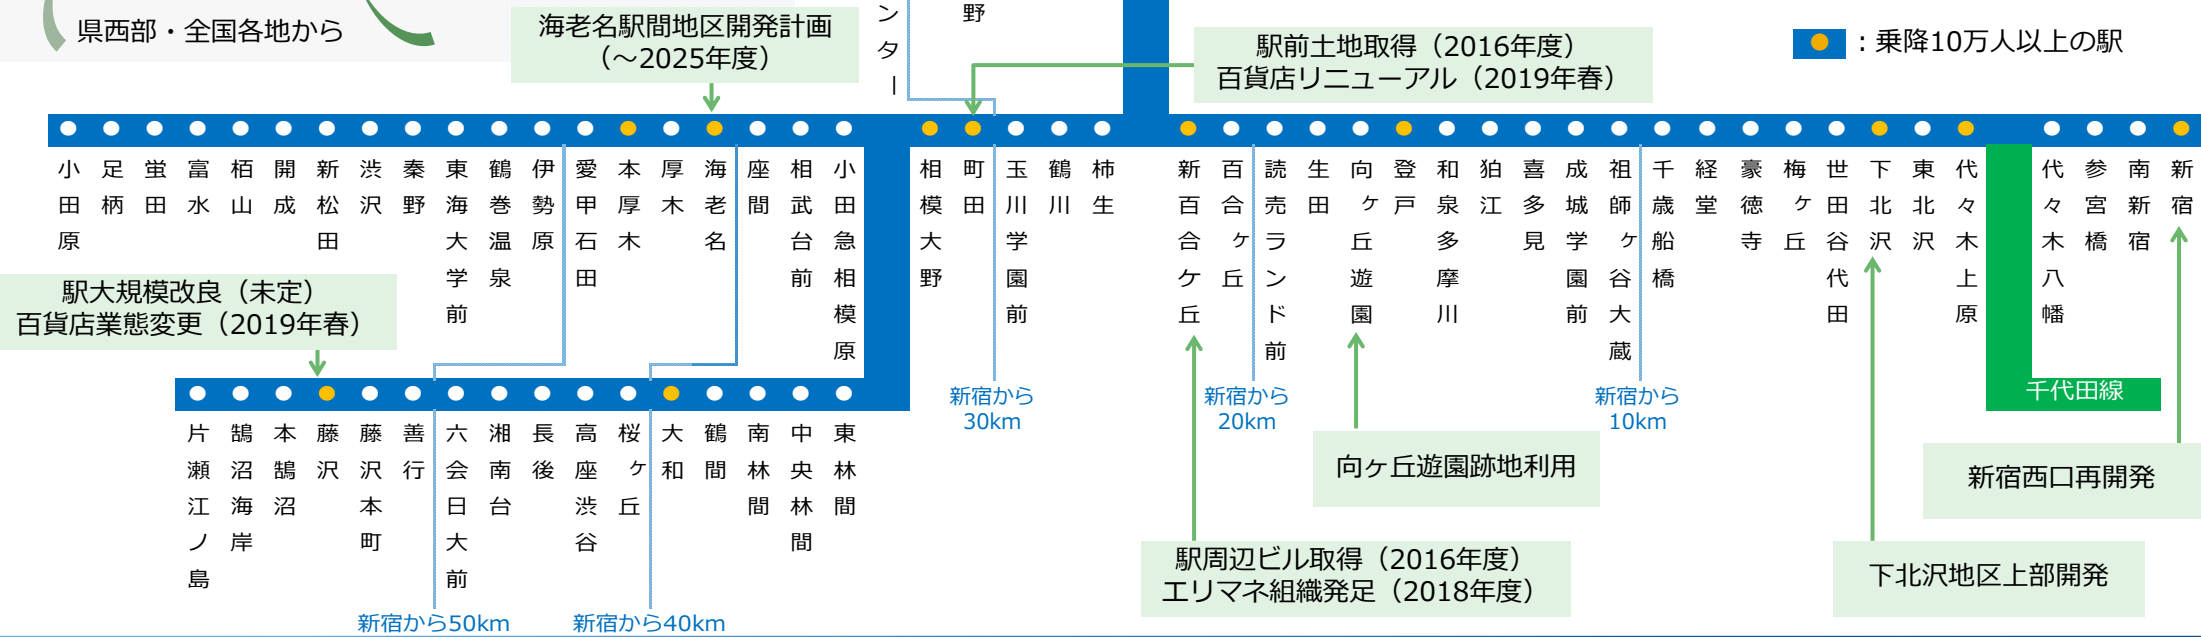 県西部・全国各地から
海老名駅間地区開発計画
（～2025年度）
ンター
野
駅前土地取得（2016年度）
百貨店リニューアル（2019年春）
：乗降10万人以上の駅
小田原
足柄
蛍田
富水
栢山
開成
新松田
渋沢
秦野
東海大学前
鶴巻温泉
伊勢原
愛甲石田
本厚木
厚木
海老名
座間
相武台前
小田急相模原
相模大野
町田
玉川学園前
鶴川
柿生
新百合ケ丘
百合ヶ丘
読売ランド前
生田
向ヶ丘遊園
登戸
和泉多摩川
狛江
喜多見
成城学園前
祖師ヶ谷大蔵
千歳船橋
経堂
豪徳寺
梅ヶ丘
世田谷代田
下北沢
東北沢
代々木上原
代々木八幡
参宮橋
南新宿
新宿
駅大規模改良（未定）
百貨店業態変更（2019年春）
千代田線
新宿から
30km
新宿から
20km
新宿から
10km
片瀬江ノ島
鵠沼海岸
本鵠沼
藤沢
藤沢本町
善行
六会日大前
湘南台
長後
高座渋谷
桜ヶ丘
大和
鶴間
南林間
中央林間
東林間
向ヶ丘遊園跡地利用
新宿西口再開発
駅周辺ビル取得（2016年度）
エリマネ組織発足（2018年度）
下北沢地区上部開発
新宿から50km
新宿から40km